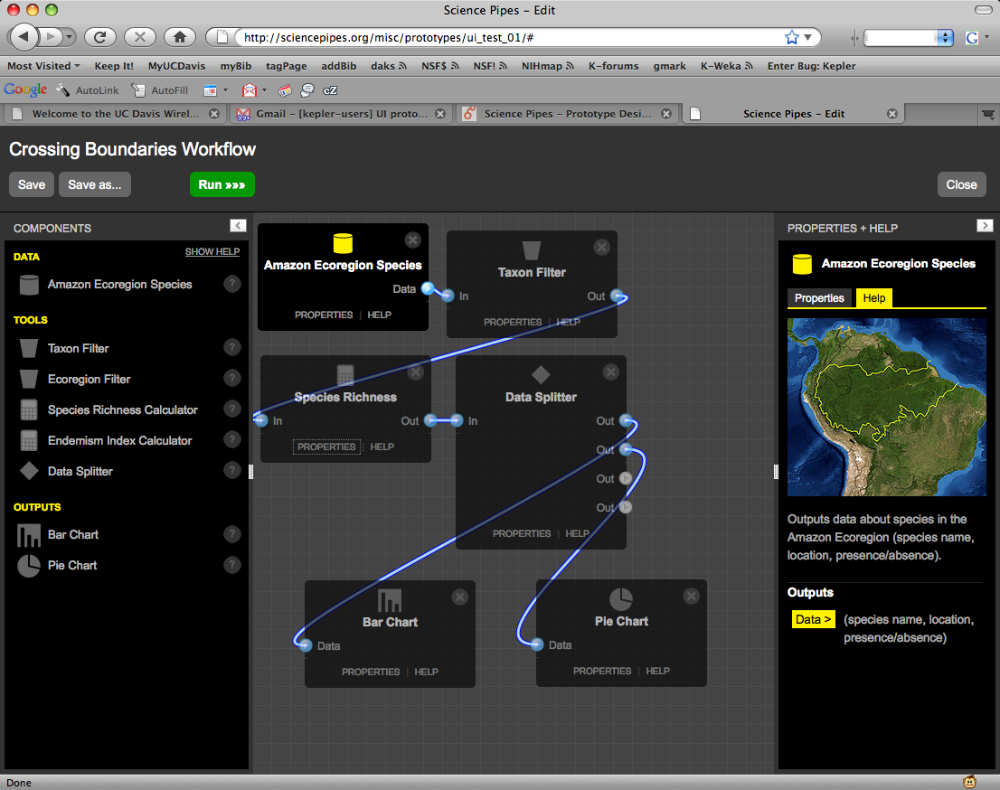 Science Pipes – Edit
http://sciencepipes.org/misc/prototypes/ui_test_01/#
G
Most Visited Keep It! MyUCDavis myBib tagPage addBib daks NSF$ NSF! NIHmap K-forums gmark K-Weka Enter Bug: Kepler
Google AutoLink AutoFill cZ
Welcome to the UC Davis Wirel... Gmail – [kepler-users] UI proto... Science Pipes – Prototype Desi... Science Pipes – Edit
Crossing Boundaries Workflow
Save Save as... Run »»» Close
COMPONENTS
SHOW HELP
DATA
Amazon Ecoregion Species ?
TOOLS
Taxon Filter ?
Ecoregion Filter ?
Species Richness Calculator ?
Endemism Index Calculator ?
Data Splitter ?
OUTPUTS
Bar Chart ?
Pie Chart ?
Amazon Ecoregion Species
Data
PROPERTIES | HELP
Taxon Filter
In Out
PROPERTIES | HELP
Species Richness
In Out
PROPERTIES | HELP
Data Splitter
In Out
Out
Out
Out
PROPERTIES | HELP
Bar Chart
Data
PROPERTIES | HELP
Pie Chart
Data
PROPERTIES | HELP
PROPERTIES + HELP
Amazon Ecoregion Species
Properties Help
Outputs data about species in the
Amazon Ecoregion (species name,
location, presence/absence).
Outputs
Data > (species name, location,
presence/absence)
Done